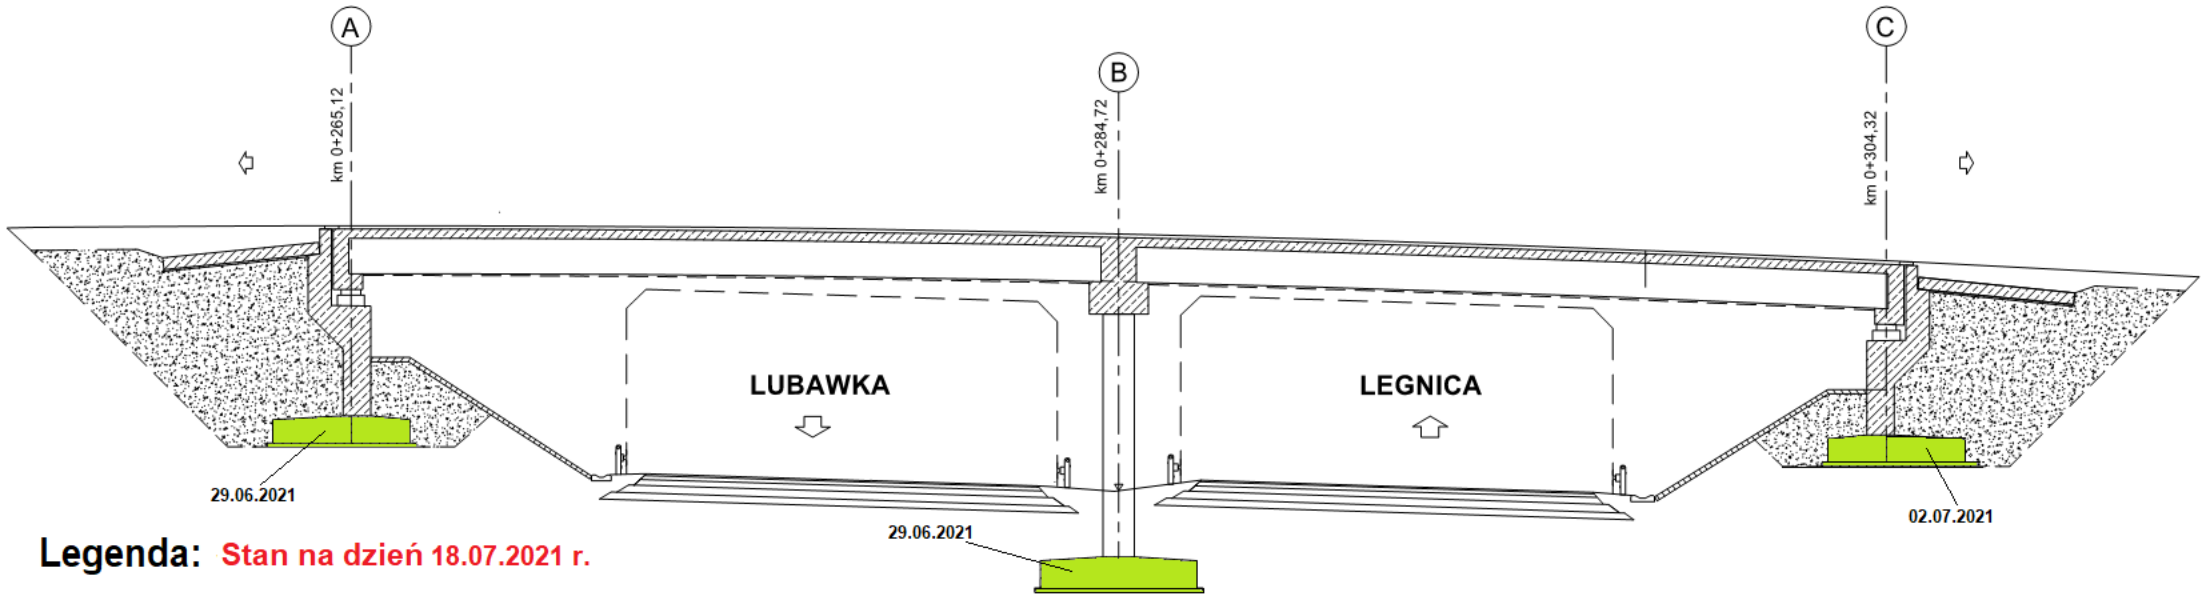 A
B
C
km 0+265,12
km 0+284,72
km 0+304,32
LUBAWKA
LEGNICA
29.06.2021
29.06.2021
02.07.2021
Legenda: Stan na dzień 18.07.2021 r.